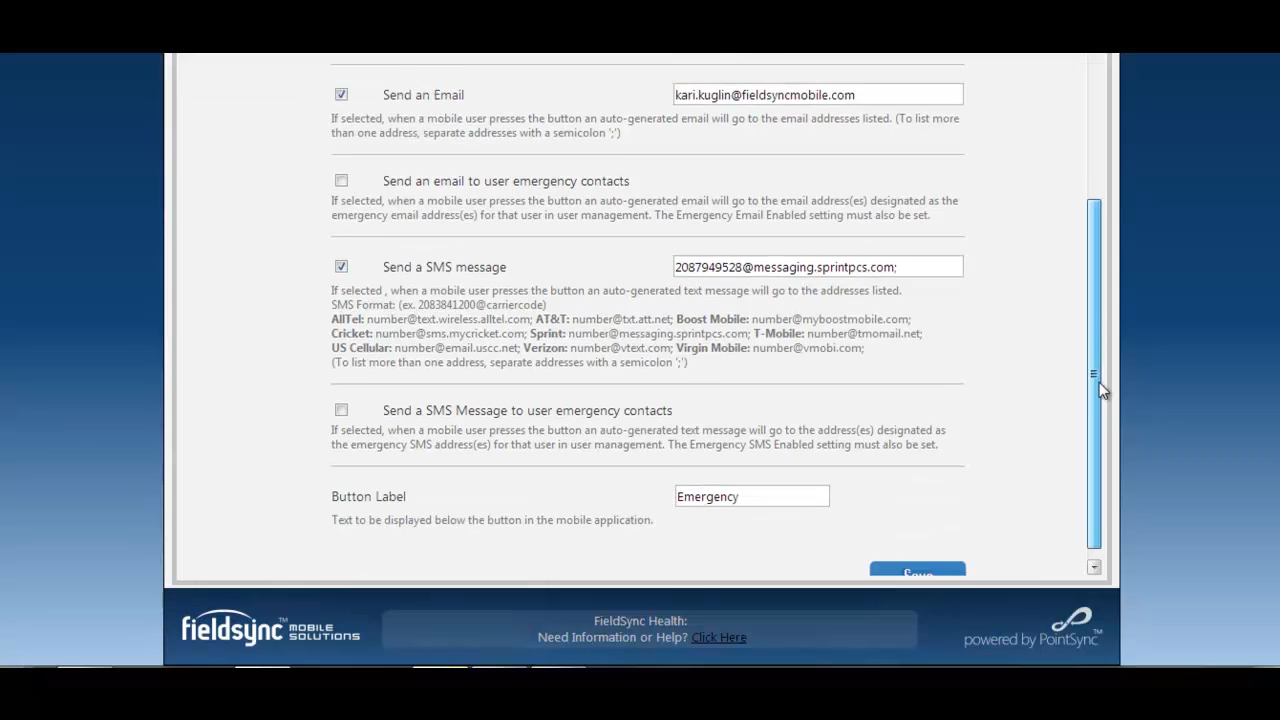 Send an Email
kari.kuglin@fieldsyncmobile.com
If selected, when a mobile user presses the button an auto-generated email will go to the email addresses listed. (To list more
than one address, separate addresses with a semicolon ';')
Send an email to user emergency contacts
If selected, when a mobile user presses the button an auto-generated email will go to the email address(es) designated as the
emergency email address(es) for that user in user management. The Emergency Email Enabled setting must also be set.
Send a SMS message
2087949528@messaging.sprintpcs.com;
If selected , when a mobile user presses the button an auto-generated text message will go to the addresses listed.
SMS Format: (ex. 2083841200@carriercode)
AllTel: number@text.wireless.alltel.com; AT&T: number@txt.att.net; Boost Mobile: number@myboostmobile.com;
Cricket: number@sms.mycricket.com; Sprint: number@messaging.sprintpcs.com; T-Mobile: number@tmomail.net;
US Cellular: number@email.uscc.net; Verizon: number@vtext.com; Virgin Mobile: number@vmobi.com;
(To list more than one address, separate addresses with a semicolon ';')
Send a SMS Message to user emergency contacts
If selected, when a mobile user presses the button an auto-generated text message will go to the address(es) designated as
the emergency SMS address(es) for that user in user management. The Emergency SMS Enabled setting must also be set.
Button Label
Emergency
Text to be displayed below the button in the mobile application.
Save
fieldsync™ MOBILE SOLUTIONS
FieldSync Health:
Need Information or Help? Click Here
powered by PointSync™